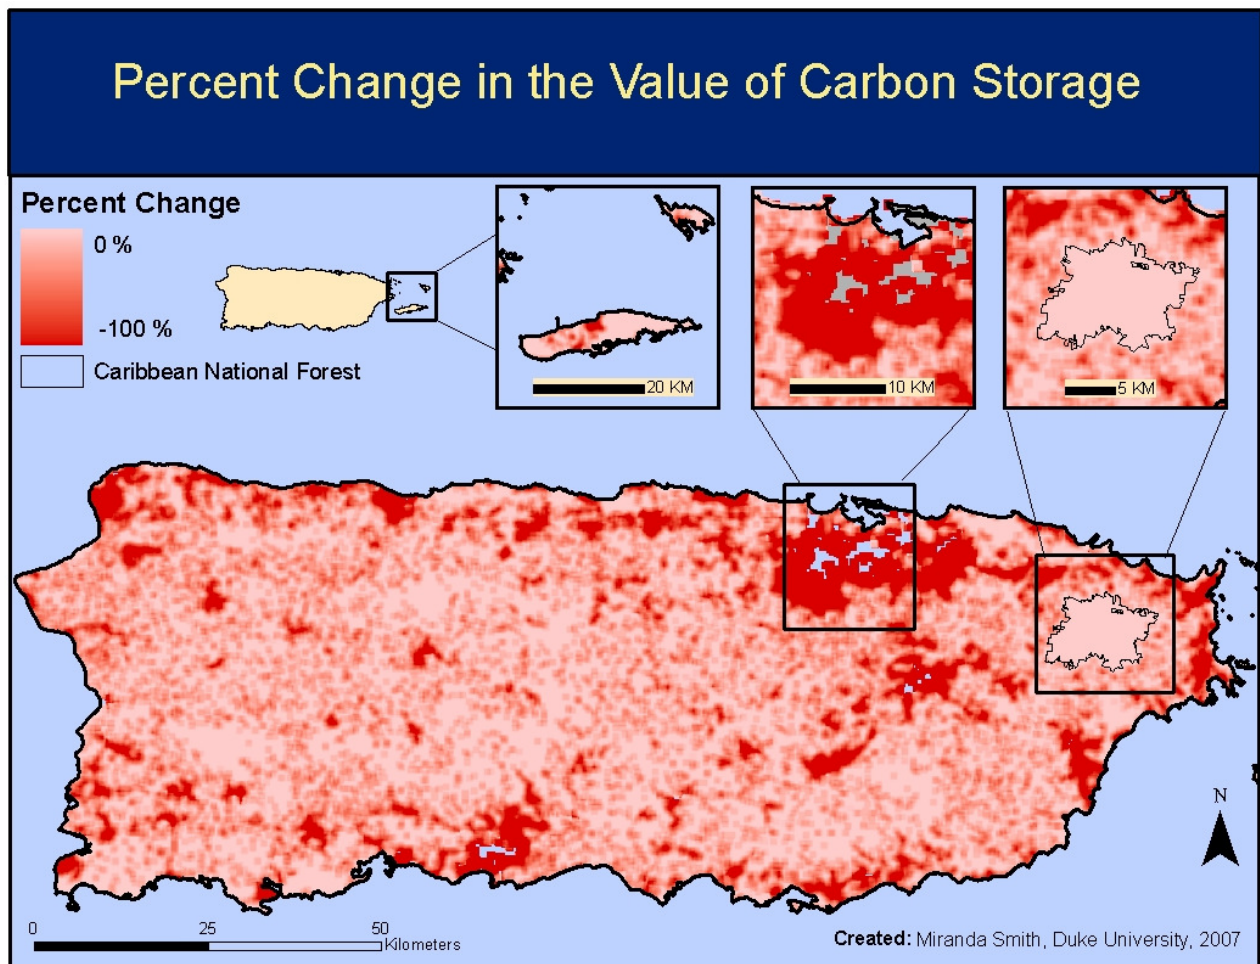 Percent Change in the Value of Carbon Storage
Percent Change
0 %
-100 %
Caribbean National Forest
20 KM
10 KM
5 KM
N
0
25
50
Kilometers
Created: Miranda Smith, Duke University, 2007